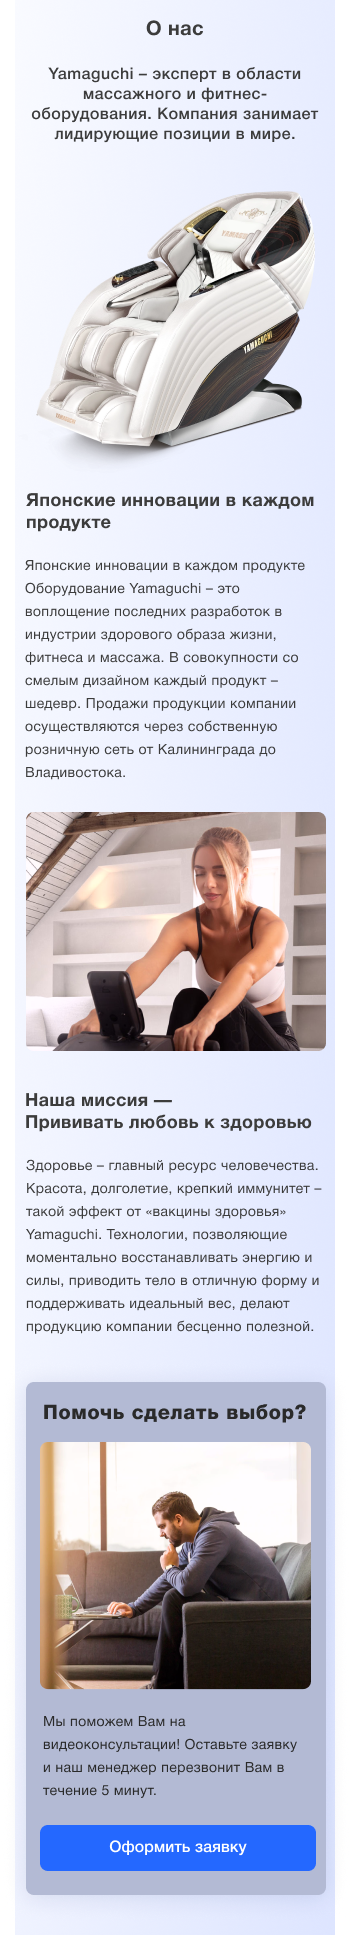 О нас
Yamaguchi – эксперт в области
массажного и фитнес-
оборудования. Компания занимает
лидирующие позиции в мире.
YAMAGUCHI
Японские инновации в каждом
продукте
Японские инновации в каждом продукте
Оборудование Yamaguchi – это
воплощение последних разработок в
индустрии здорового образа жизни,
фитнеса и массажа. В совокупности со
смелым дизайном каждый продукт –
шедевр. Продажи продукции компании
осуществляются через собственную
розничную сеть от Калининграда до
Владивостока.
Наша миссия —
Прививать любовь к здоровью
Здоровье – главный ресурс человечества.
Красота, долголетие, крепкий иммунитет –
такой эффект от «вакцины здоровья»
Yamaguchi. Технологии, позволяющие
моментально восстанавливать энергию и
силы, приводить тело в отличную форму и
поддерживать идеальный вес, делают
продукцию компании бесценно полезной.
Помочь сделать выбор?
Мы поможем Вам на
видеоконсультации! Оставьте заявку
и наш менеджер перезвонит Вам в
течение 5 минут.
Оформить заявку